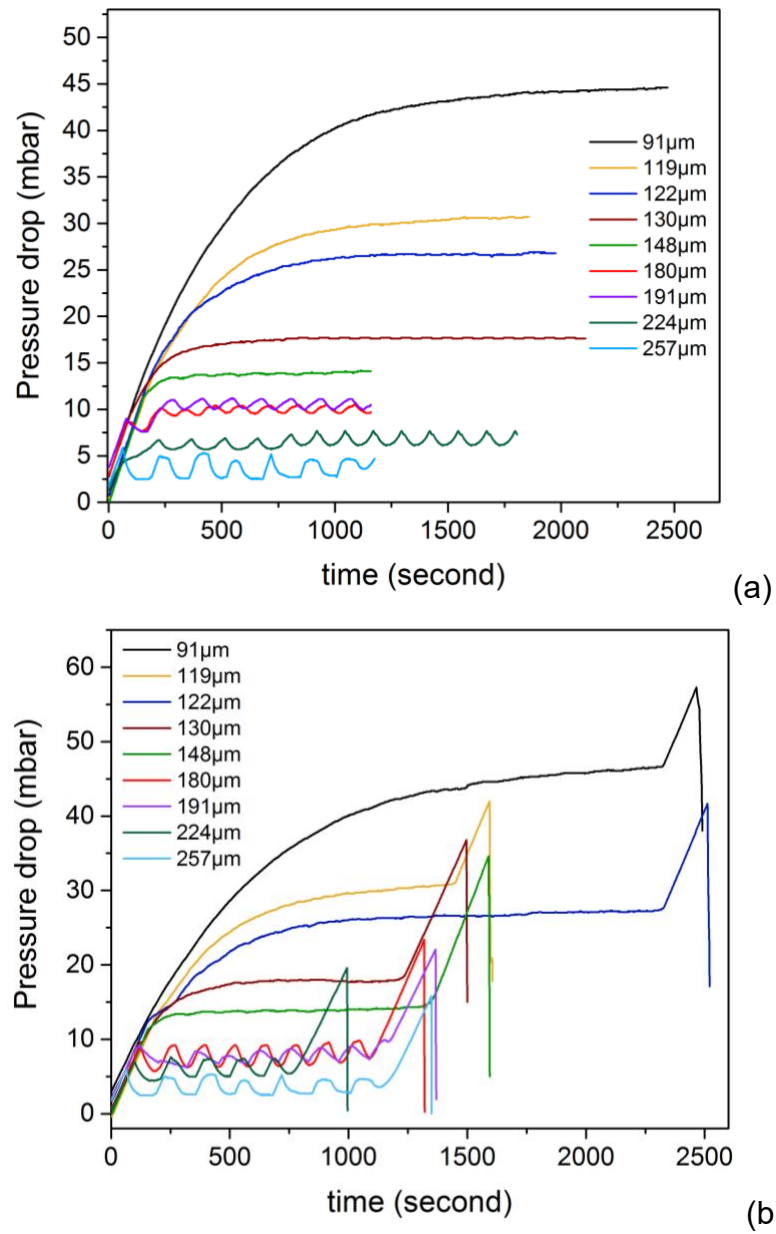 50
45
40
35
30
25
20
15
10
5
0
Pressure drop (mbar)
91µm
119µm
122µm
130µm
148µm
180µm
191µm
224µm
257µm
0 500 1000 1500 2000 2500
time (second)
(a)
60
50
40
30
20
10
0
Pressure drop (mbar)
91µm
119µm
122µm
130µm
148µm
180µm
191µm
224µm
257µm
0 500 1000 1500 2000 2500
time (second)
(b